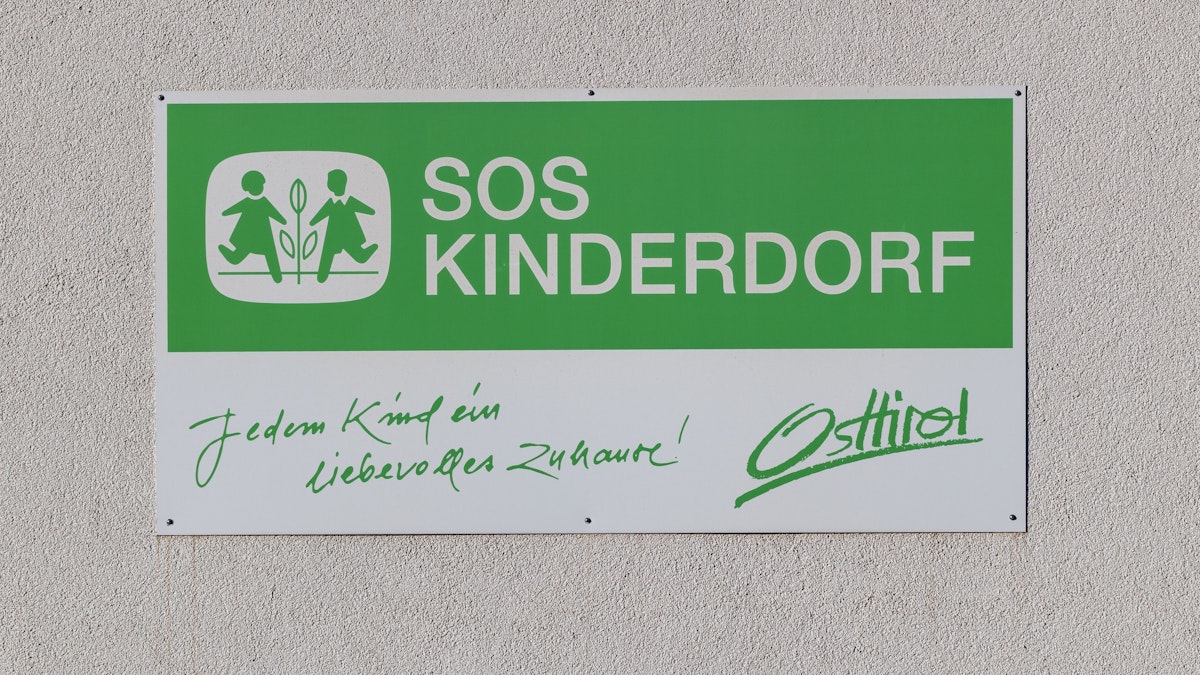 SOS
KINDERDORF
Jedem Kind ein
liebevolles Zuhause!
Osttirol